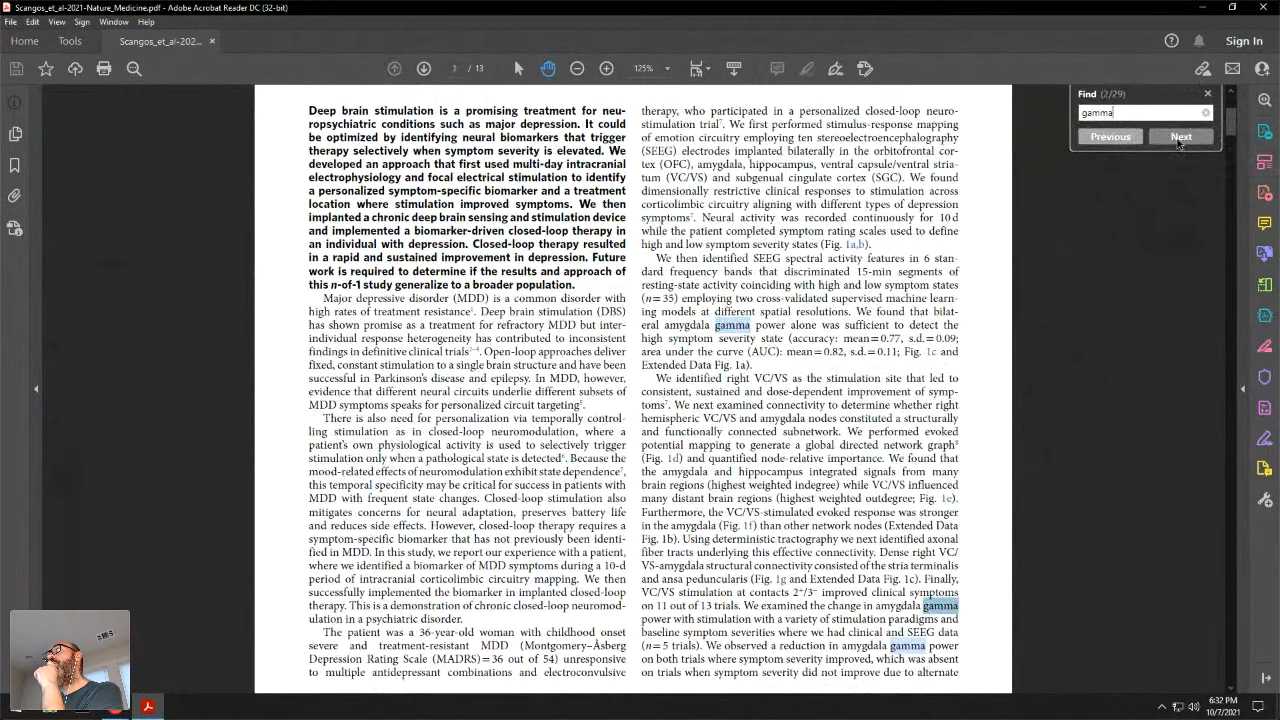 Scangos_et_al-2021-Nature_Medicine.pdf - Adobe Acrobat Reader DC (32-bit)
File Edit View Sign Window Help
Home Tools Scangos_et_al-202... × Sign In
1 / 13 125%
Find (2/29)
gamma
Previous Next
Deep brain stimulation is a promising treatment for neu-
ropsychiatric conditions such as major depression. It could
be optimized by identifying neural biomarkers that trigger
therapy selectively when symptom severity is elevated. We
developed an approach that first used multi-day intracranial
electrophysiology and focal electrical stimulation to identify
a personalized symptom-specific biomarker and a treatment
location where stimulation improved symptoms. We then
implanted a chronic deep brain sensing and stimulation device
and implemented a biomarker-driven closed-loop therapy in
an individual with depression. Closed-loop therapy resulted
in a rapid and sustained improvement in depression. Future
work is required to determine if the results and approach of
this n-of-1 study generalize to a broader population.
Major depressive disorder (MDD) is a common disorder with
high rates of treatment resistance¹. Deep brain stimulation (DBS)
has shown promise as a treatment for refractory MDD but inter-
individual response heterogeneity has contributed to inconsistent
findings in definitive clinical trials²⁻⁴. Open-loop approaches deliver
fixed, constant stimulation to a single brain structure and have been
successful in Parkinson's disease and epilepsy. In MDD, however,
evidence that different neural circuits underlie different subsets of
MDD symptoms speaks for personalized circuit targeting⁵.
There is also need for personalization via temporally control-
ling stimulation as in closed-loop neuromodulation, where a
patient's own physiological activity is used to selectively trigger
stimulation only when a pathological state is detected⁶. Because the
mood-related effects of neuromodulation exhibit state dependence⁷,
this temporal specificity may be critical for success in patients with
MDD with frequent state changes. Closed-loop stimulation also
mitigates concerns for neural adaptation, preserves battery life
and reduces side effects. However, closed-loop therapy requires a
symptom-specific biomarker that has not previously been identi-
fied in MDD. In this study, we report our experience with a patient,
where we identified a biomarker of MDD symptoms during a 10-d
period of intracranial corticolimbic circuitry mapping. We then
successfully implemented the biomarker in implanted closed-loop
therapy. This is a demonstration of chronic closed-loop neuromod-
ulation in a psychiatric disorder.
The patient was a 36-year-old woman with childhood onset
severe and treatment-resistant MDD (Montgomery–Åsberg
Depression Rating Scale (MADRS) = 36 out of 54) unresponsive
to multiple antidepressant combinations and electroconvulsive
therapy, who participated in a personalized closed-loop neuro-
stimulation trial⁷. We first performed stimulus-response mapping
of emotion circuitry employing ten stereoelectroencephalography
(SEEG) electrodes implanted bilaterally in the orbitofrontal cor-
tex (OFC), amygdala, hippocampus, ventral capsule/ventral stria-
tum (VC/VS) and subgenual cingulate cortex (SGC). We found
dimensionally restrictive clinical responses to stimulation across
corticolimbic circuitry aligning with different types of depression
symptoms⁷. Neural activity was recorded continuously for 10 d
while the patient completed symptom rating scales used to define
high and low symptom severity states (Fig. 1a,b).
We then identified SEEG spectral activity features in 6 stan-
dard frequency bands that discriminated 15-min segments of
resting-state activity coinciding with high and low symptom states
(n = 35) employing two cross-validated supervised machine learn-
ing models at different spatial resolutions. We found that bilat-
eral amygdala gamma power alone was sufficient to detect the
high symptom severity state (accuracy: mean = 0.77, s.d. = 0.09;
area under the curve (AUC): mean = 0.82, s.d. = 0.11; Fig. 1c and
Extended Data Fig. 1a).
We identified right VC/VS as the stimulation site that led to
consistent, sustained and dose-dependent improvement of symp-
toms⁷. We next examined connectivity to determine whether right
hemispheric VC/VS and amygdala nodes constituted a structurally
and functionally connected subnetwork. We performed evoked
potential mapping to generate a global directed network graph⁸
(Fig. 1d) and quantified node-relative importance. We found that
the amygdala and hippocampus integrated signals from many
brain regions (highest weighted indegree) while VC/VS influenced
many distant brain regions (highest weighted outdegree; Fig. 1e).
Furthermore, the VC/VS-stimulated evoked response was stronger
in the amygdala (Fig. 1f) than other network nodes (Extended Data
Fig. 1b). Using deterministic tractography we next identified axonal
fiber tracts underlying this effective connectivity. Dense right VC/
VS-amygdala structural connectivity consisted of the stria terminalis
and ansa peduncularis (Fig. 1g and Extended Data Fig. 1c). Finally,
VC/VS stimulation at contacts 2⁺/3⁻ improved clinical symptoms
on 11 out of 13 trials. We examined the change in amygdala gamma
power with stimulation with a variety of stimulation paradigms and
baseline symptom severities where we had clinical and SEEG data
(n = 5 trials). We observed a reduction in amygdala gamma power
on both trials where symptom severity improved, which was absent
on trials when symptom severity did not improve due to alternate
6:32 PM
10/7/2021